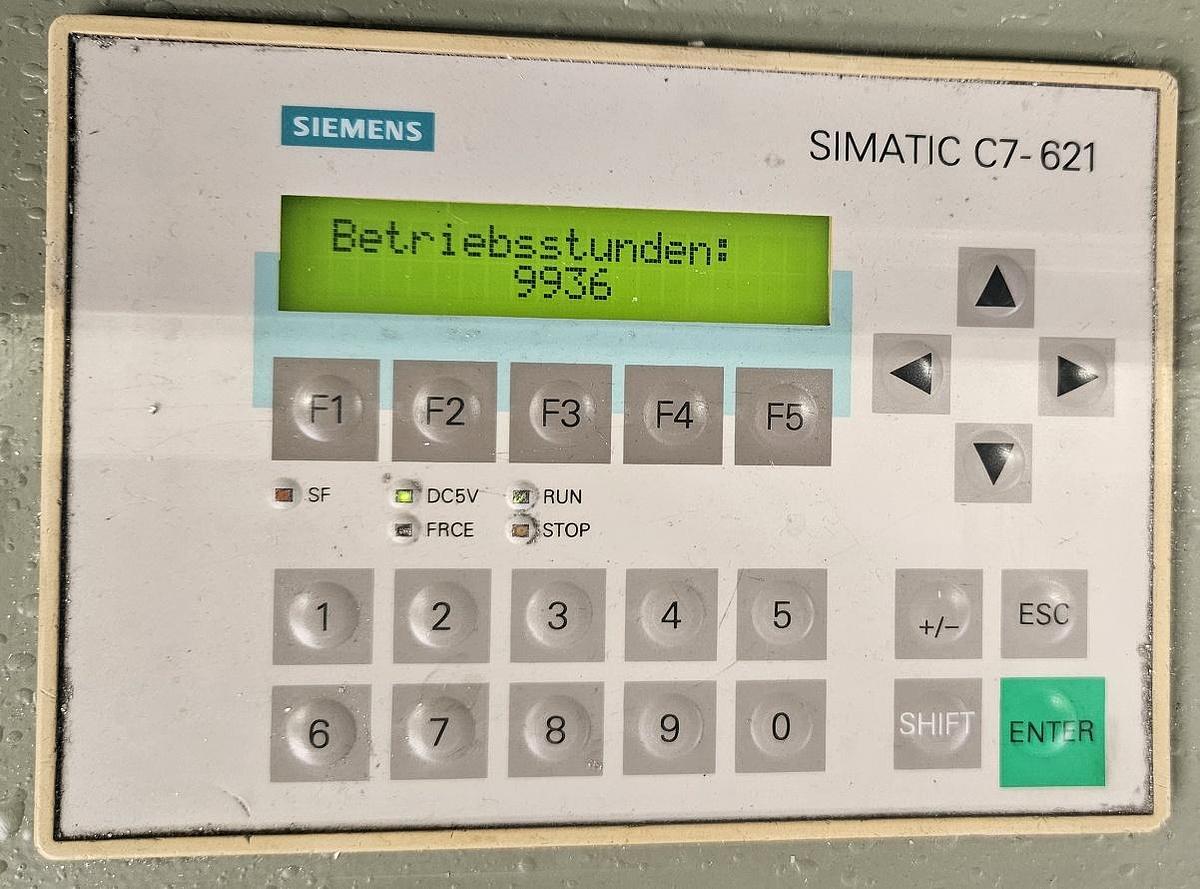 SIEMENS
SIMATIC C7-621
Betriebsstunden:
9936
F1 F2 F3 F4 F5
SF DC5V RUN
FRCE STOP
1 2 3 4 5 +/- ESC
6 7 8 9 0 SHIFT ENTER